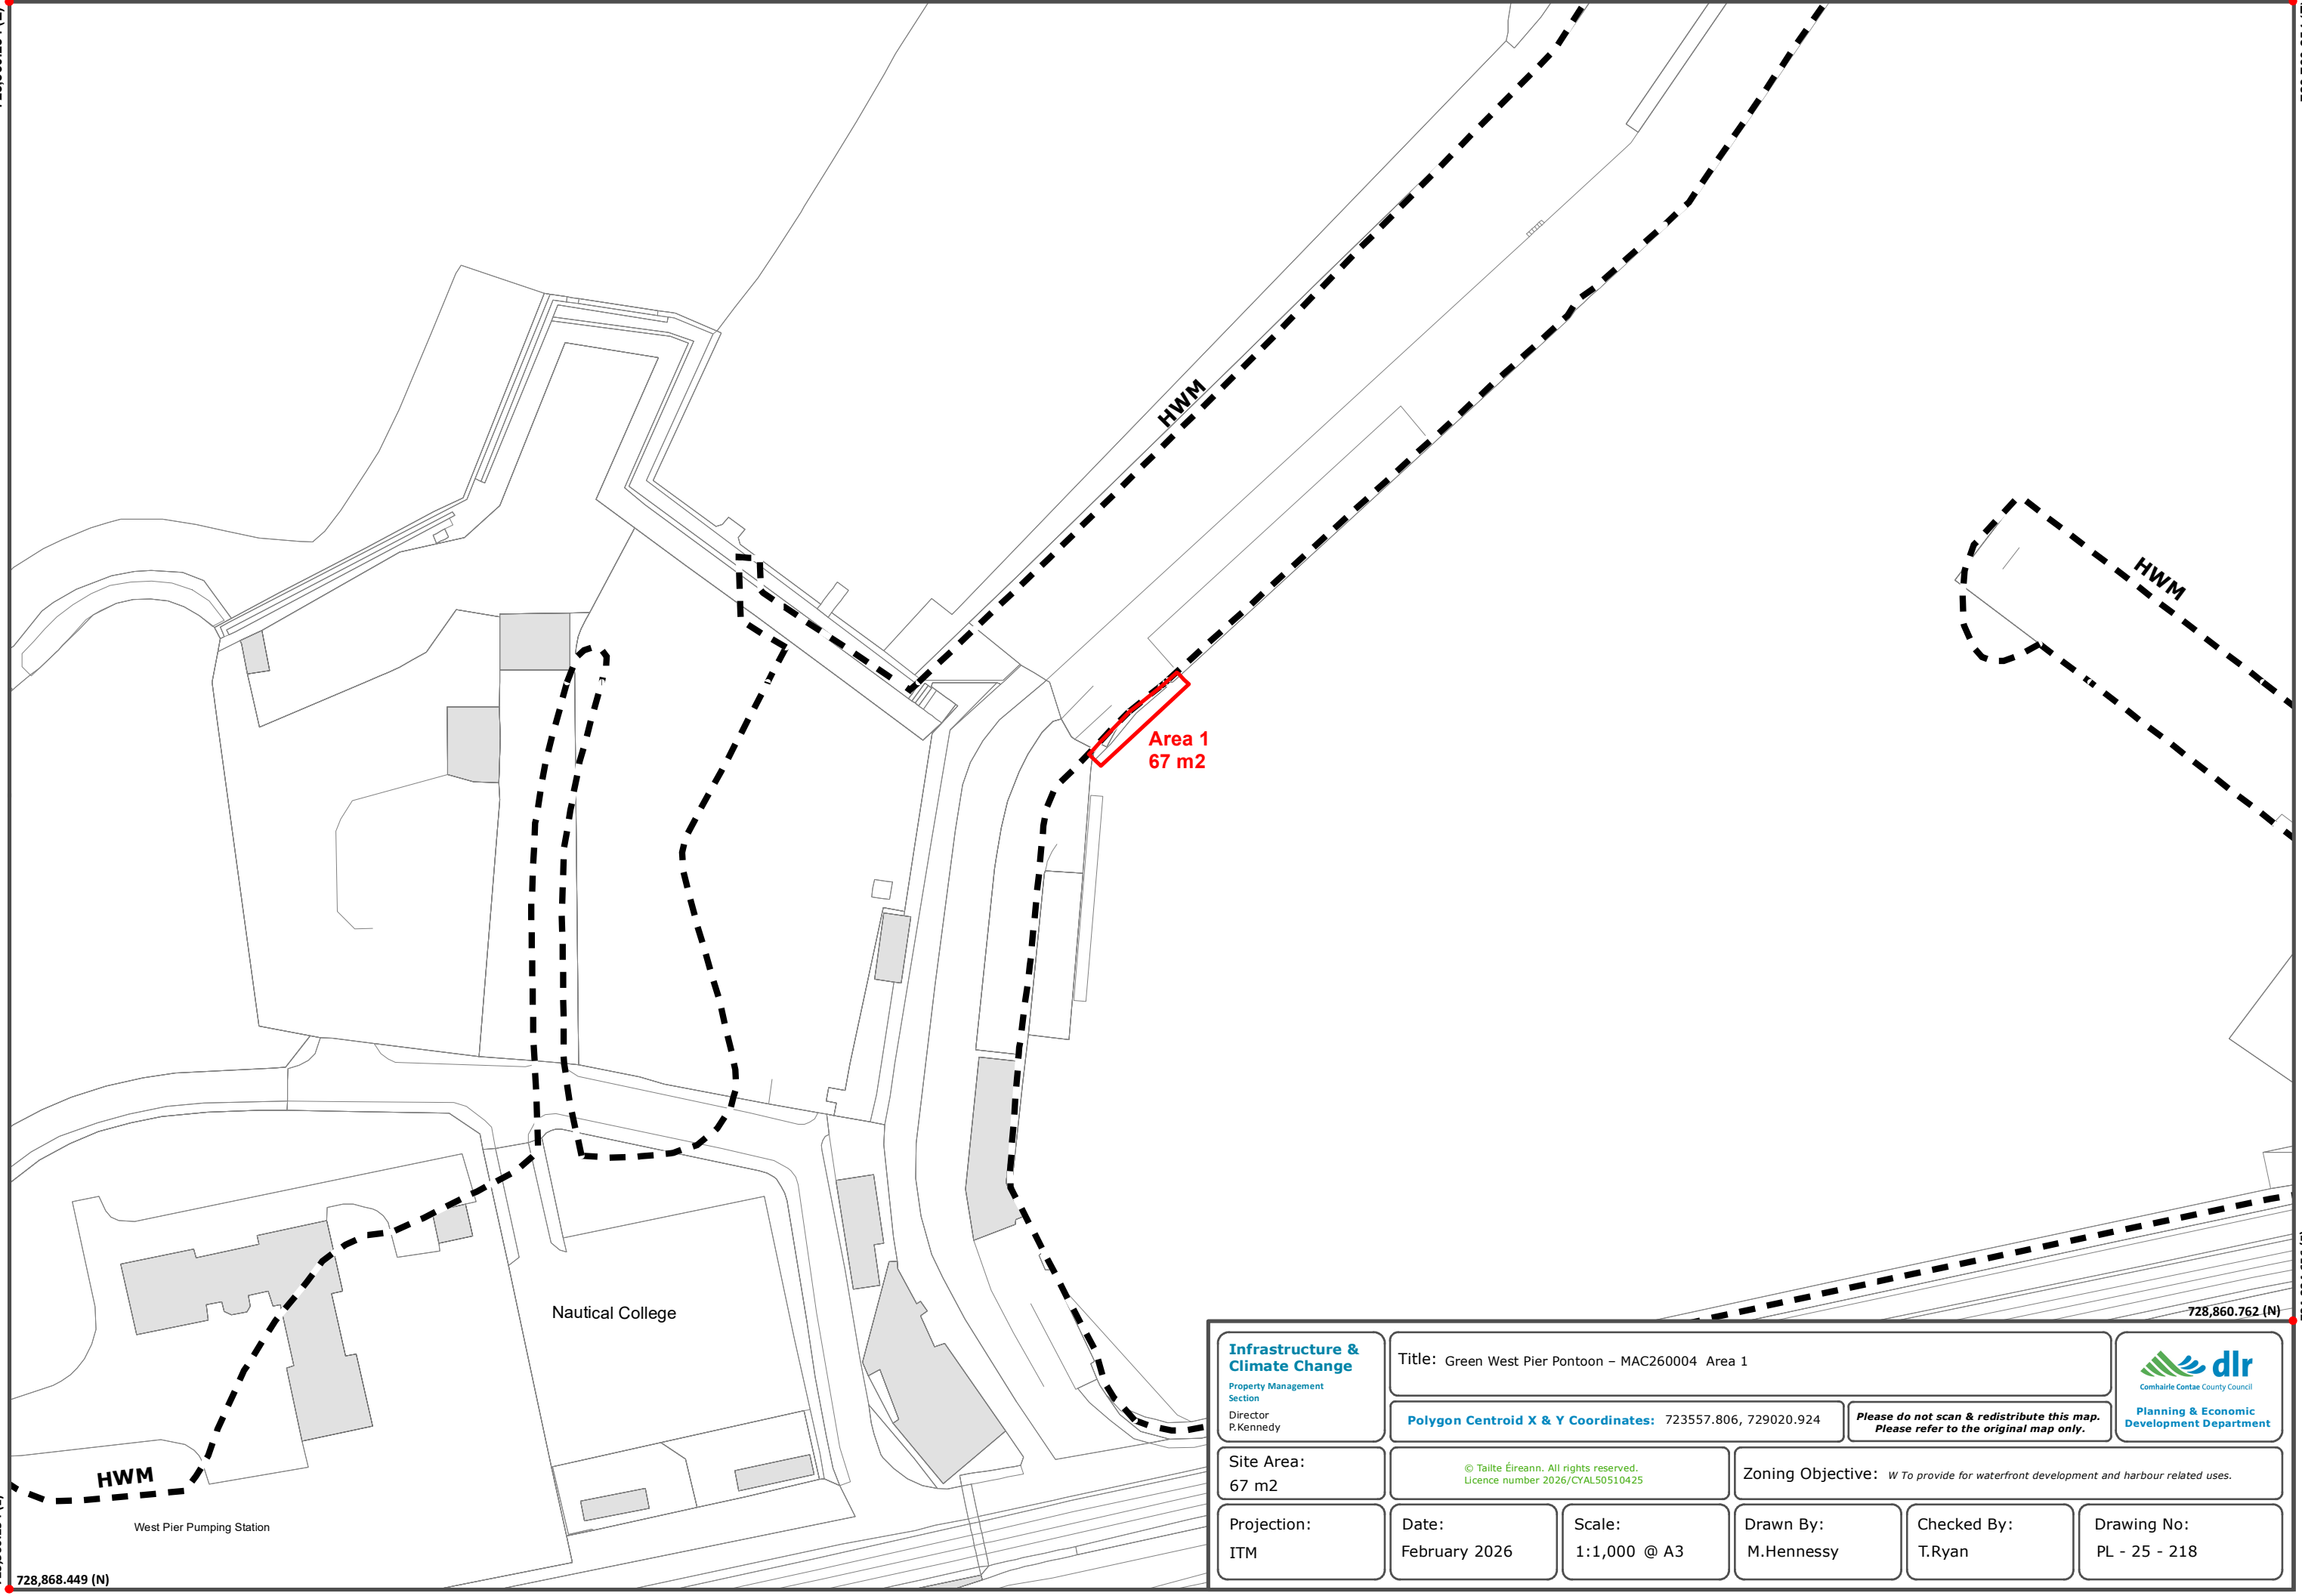 HWM
HWM
Area 1
67 m2
Nautical College
HWM
West Pier Pumping Station
728,868.449 (N)
728,860.762 (N)
Infrastructure &
Climate Change
Property Management
Section
Director
P.Kennedy
Title: Green West Pier Pontoon – MAC260004 Area 1
Polygon Centroid X & Y Coordinates: 723557.806, 729020.924
Please do not scan & redistribute this map.
Please refer to the original map only.
dlr
Comhairle Contae County Council
Planning & Economic
Development Department
Site Area:
67 m2
© Tailte Éireann. All rights reserved.
Licence number 2026/CYAL50510425
Zoning Objective: W To provide for waterfront development and harbour related uses.
Projection:
ITM
Date:
February 2026
Scale:
1:1,000 @ A3
Drawn By:
M.Hennessy
Checked By:
T.Ryan
Drawing No:
PL - 25 - 218